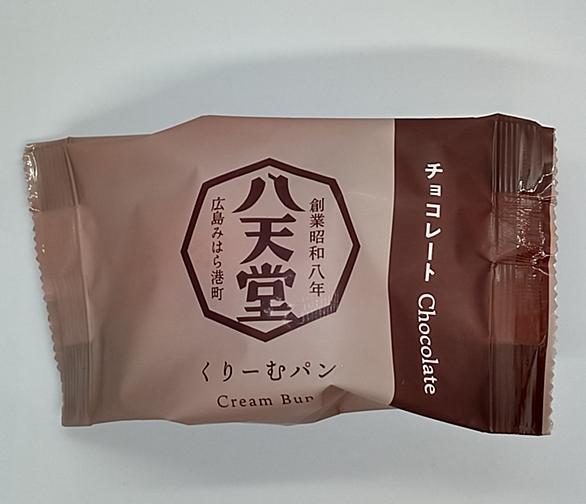 創業昭和八年
八天堂
広島みはら港町
くりーむパン
Cream Bun
チョコレート Chocolate